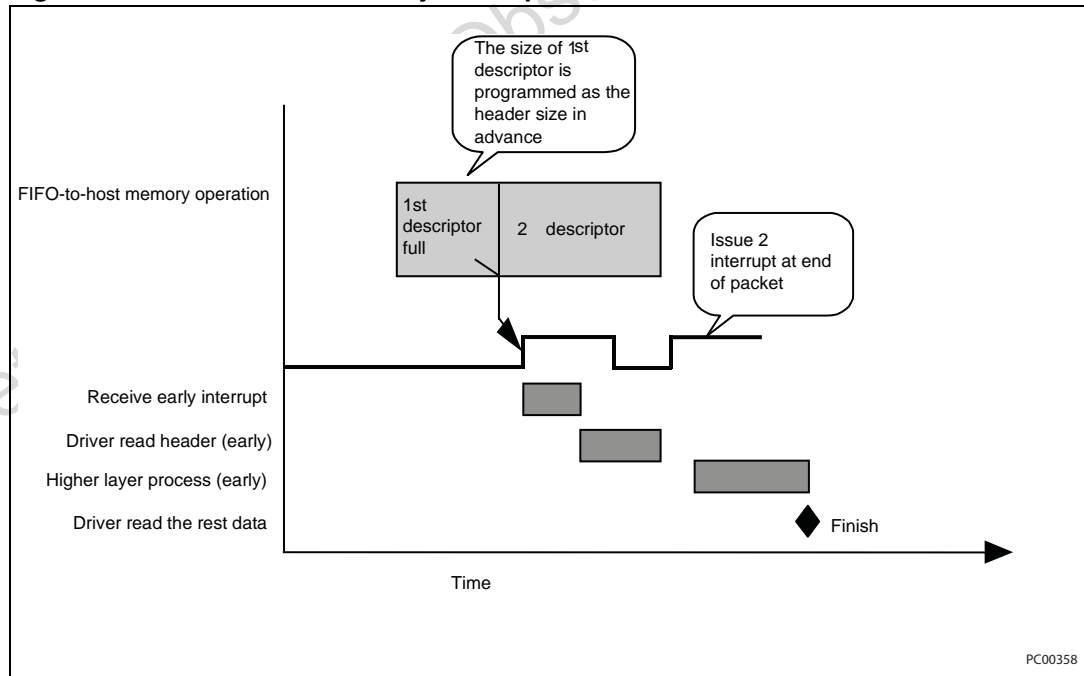 The size of 1st
descriptor is
programmed as the
header size in
advance
FIFO-to-host memory operation
1st
descriptor
full
2 descriptor
Issue 2
interrupt at end
of packet
Receive early interrupt
Driver read header (early)
Higher layer process (early)
Driver read the rest data
Finish
Time
PC00358